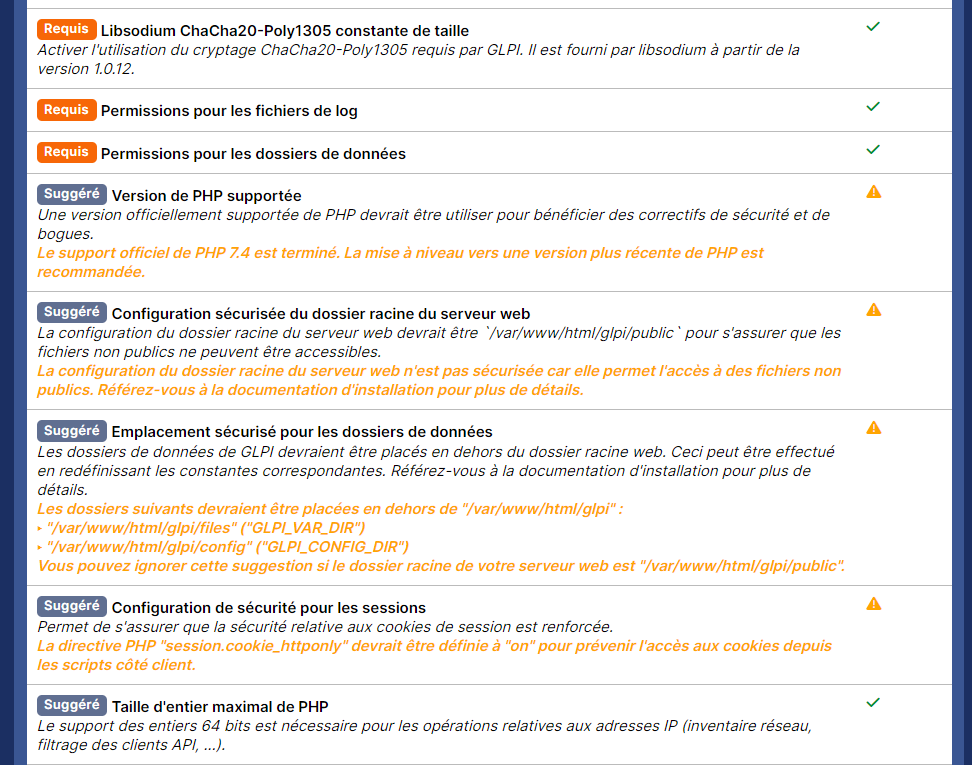 Requis Libsodium ChaCha20-Poly1305 constante de taille
Activer l'utilisation du cryptage ChaCha20-Poly1305 requis par GLPI. Il est fourni par libsodium à partir de la
version 1.0.12.
Requis Permissions pour les fichiers de log
Requis Permissions pour les dossiers de données
Suggéré Version de PHP supportée
Une version officiellement supportée de PHP devrait être utiliser pour bénéficier des correctifs de sécurité et de
bogues.
Le support officiel de PHP 7.4 est terminé. La mise à niveau vers une version plus récente de PHP est
recommandée.
Suggéré Configuration sécurisée du dossier racine du serveur web
La configuration du dossier racine du serveur web devrait être `/var/www/html/glpi/public` pour s'assurer que les
fichiers non publics ne peuvent être accessibles.
La configuration du dossier racine du serveur web n'est pas sécurisée car elle permet l'accès à des fichiers non
publics. Référez-vous à la documentation d'installation pour plus de détails.
Suggéré Emplacement sécurisé pour les dossiers de données
Les dossiers de données de GLPI devraient être placés en dehors du dossier racine web. Ceci peut être effectué
en redéfinissant les constantes correspondantes. Référez-vous à la documentation d'installation pour plus de
détails.
Les dossiers suivants devraient être placées en dehors de "/var/www/html/glpi" :
‣ "/var/www/html/glpi/files" ("GLPI_VAR_DIR")
‣ "/var/www/html/glpi/config" ("GLPI_CONFIG_DIR")
Vous pouvez ignorer cette suggestion si le dossier racine de votre serveur web est "/var/www/html/glpi/public".
Suggéré Configuration de sécurité pour les sessions
Permet de s'assurer que la sécurité relative aux cookies de session est renforcée.
La directive PHP "session.cookie_httponly" devrait être définie à "on" pour prévenir l'accès aux cookies depuis
les scripts côté client.
Suggéré Taille d'entier maximal de PHP
Le support des entiers 64 bits est nécessaire pour les opérations relatives aux adresses IP (inventaire réseau,
filtrage des clients API, ...).